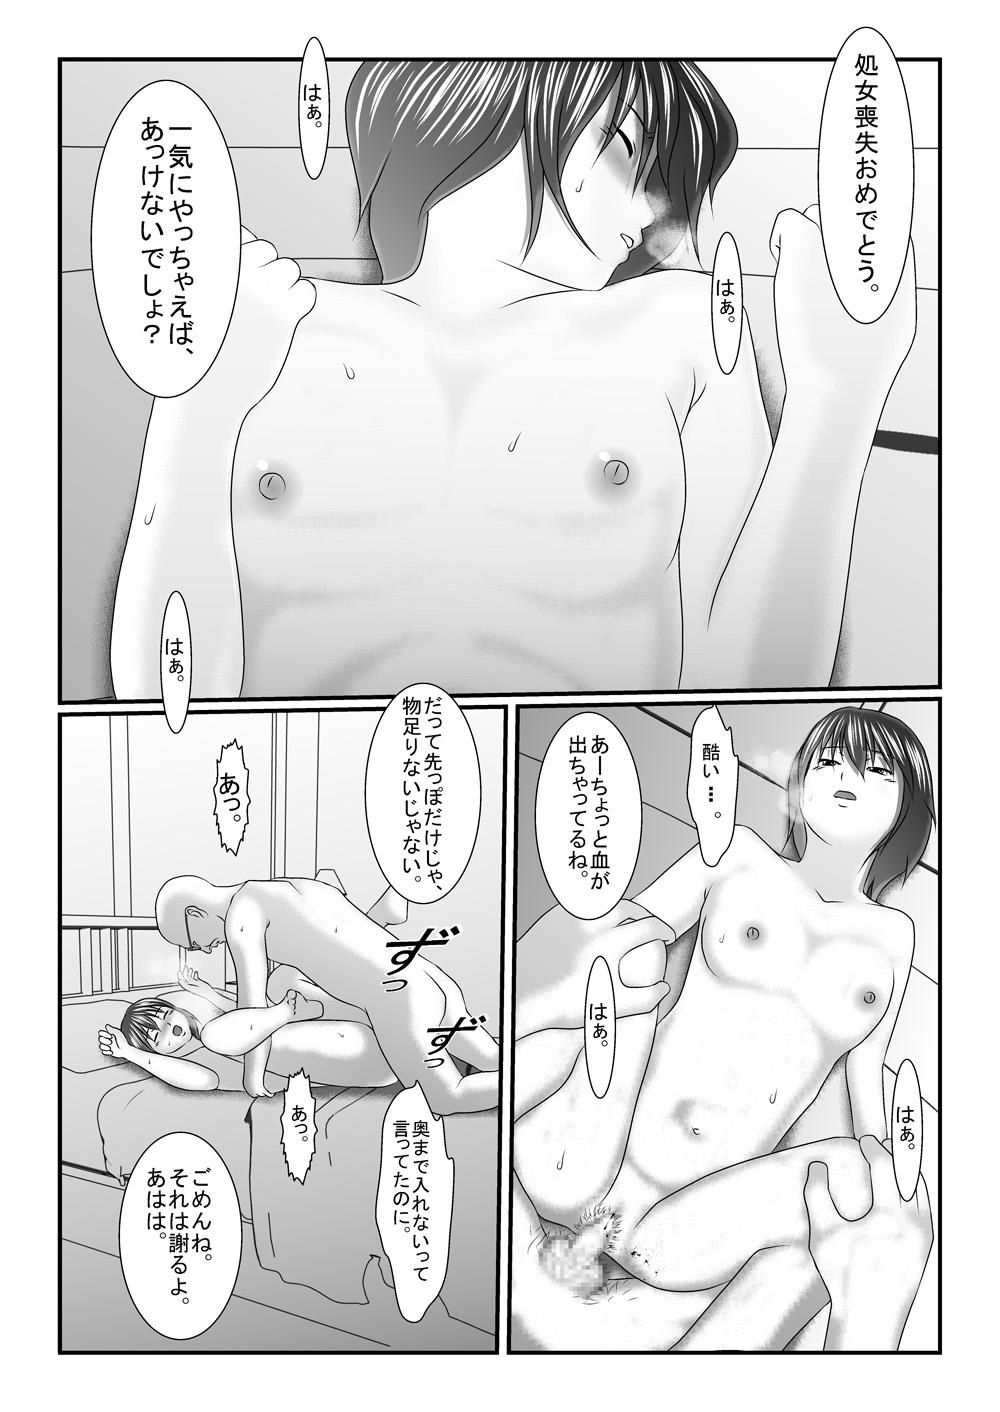 処女喪失おめでとう。
はぁ。
一気にやっちゃえば、
あっけないでしょ？
はぁ。
酷い…。
あーちょっと血が
出ちゃってるね。
はぁ。
はぁ。
はぁ。
だって先っぽだけじゃ、
物足りないじゃない。
あっ。
ずっ
ずっ
奥まで入れないって
言ってたのに。
あっ。
ごめんね。
それは謝るよ。
あはは。